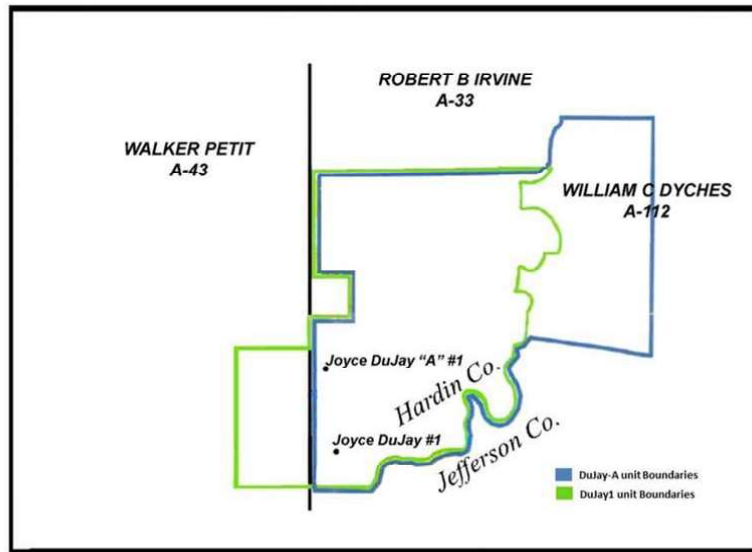 ROBERT B IRVINE
A-33
WALKER PETIT
A-43
WILLIAM C DYCHES
A-112
Joyce DuJay “A” #1
Hardin Co.
Joyce DuJay #1
Jefferson Co.
DuJay-A unit Boundaries
DuJay1 unit Boundaries